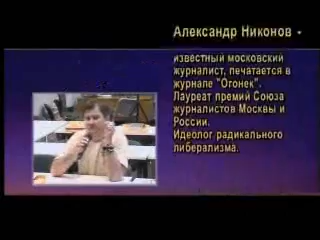 Александр Никонов -
известный московский
журналист, печатается в
журнале "Огонек".
Лауреат премий Союза
журналистов Москвы и
России.
Идеолог радикального
либерализма.